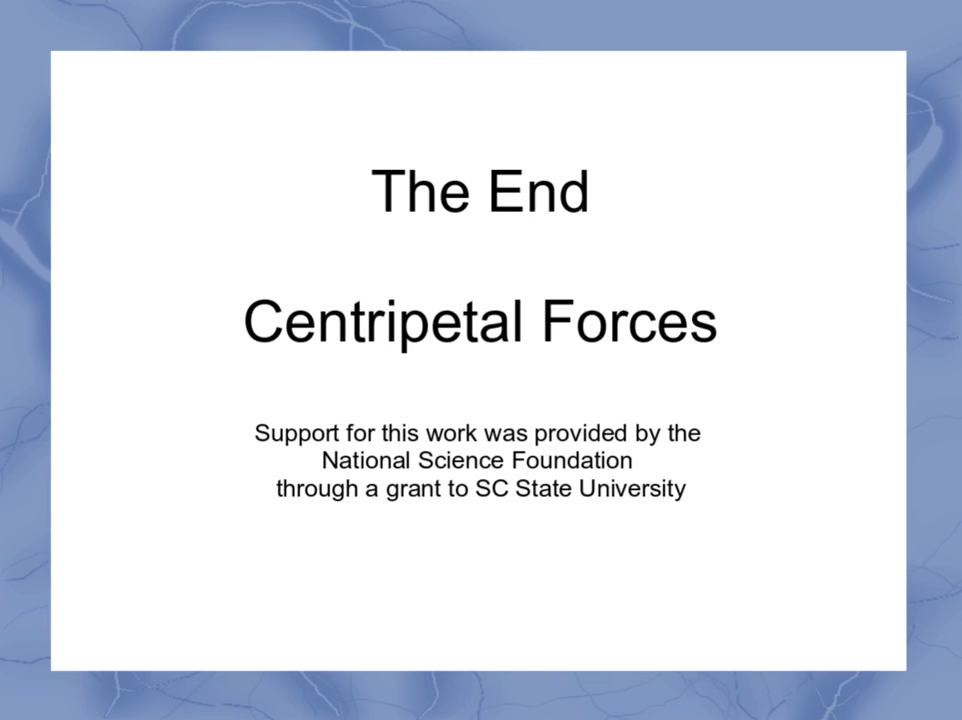 The End
Centripetal Forces
Support for this work was provided by the
National Science Foundation
through a grant to SC State University